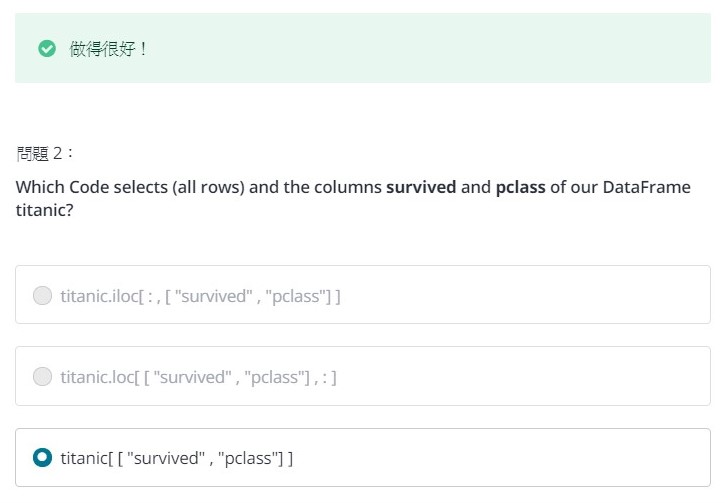 做得很好！
問題 2：
Which Code selects (all rows) and the columns survived and pclass of our DataFrame
titanic?
titanic.iloc[ : , [ "survived" , "pclass"] ]
titanic.loc[ [ "survived" , "pclass"] , : ]
titanic[ [ "survived" , "pclass"] ]